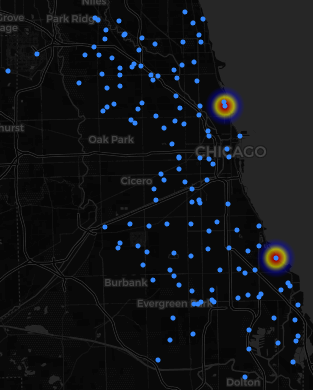 Niles
Park Ridge
Grove
age
hurst
Oak Park
CHICAGO
Cicero
Burbank
Evergreen Park
Dolton